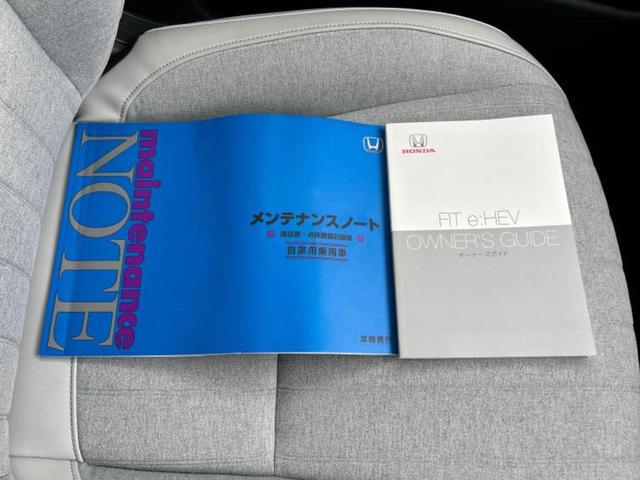 maintenance
NOTE
メンテナンスノート
保証書・点検整備記録簿
自家用乗用車
常時携行
HONDA
FIT e:HEV
OWNER'S GUIDE
オーナーズガイド